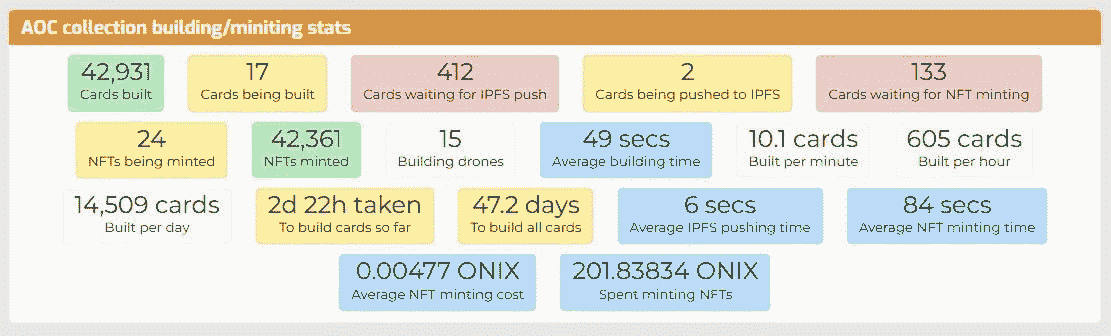 AOC collection building/miniting stats
42,931 17 412 2 133
Cards built Cards being built Cards waiting for IPFS push Cards being pushed to IPFS Cards waiting for NFT minting
24 42,361 15 49 secs 10.1 cards 605 cards
NFTs being minted NFTs minted Building drones Average building time Built per minute Built per hour
14,509 cards 2d 22h taken 47.2 days 6 secs 84 secs
Built per day To build cards so far To build all cards Average IPFS pushing time Average NFT minting time
0.00477 ONIX 201.83834 ONIX
Average NFT minting cost Spent minting NFTs